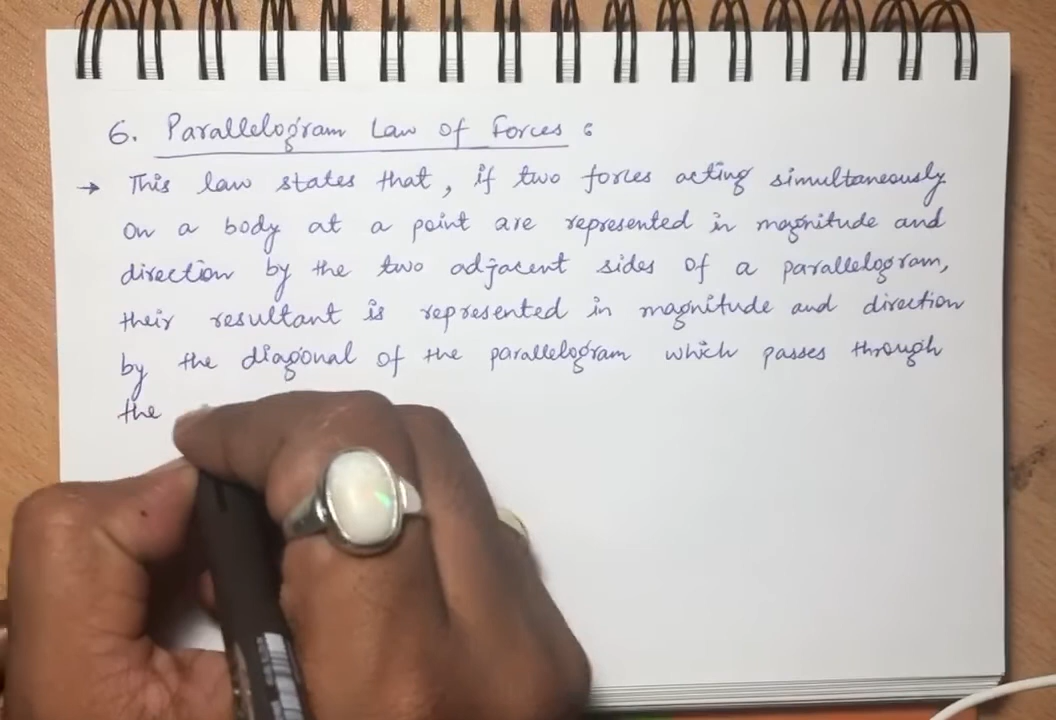 6. Parallelogram Law of Forces :
→ This law states that, if two forces acting simultaneously
on a body at a point are represented in magnitude and
direction by the two adjacent sides of a parallelogram,
their resultant is represented in magnitude and direction
by the diagonal of the parallelogram which passes through
the